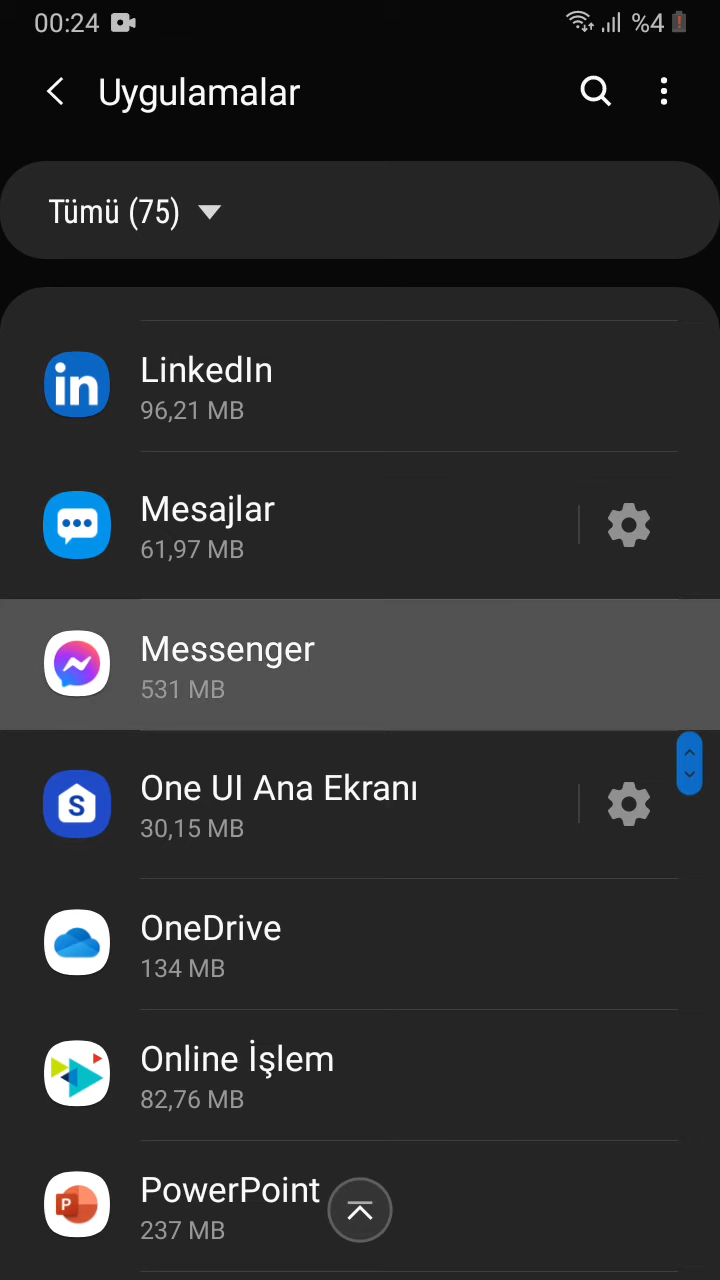 00:24
%4
Uygulamalar
Tümü (75)
LinkedIn
96,21 MB
Mesajlar
61,97 MB
Messenger
531 MB
One UI Ana Ekranı
30,15 MB
OneDrive
134 MB
Online İşlem
82,76 MB
PowerPoint
237 MB